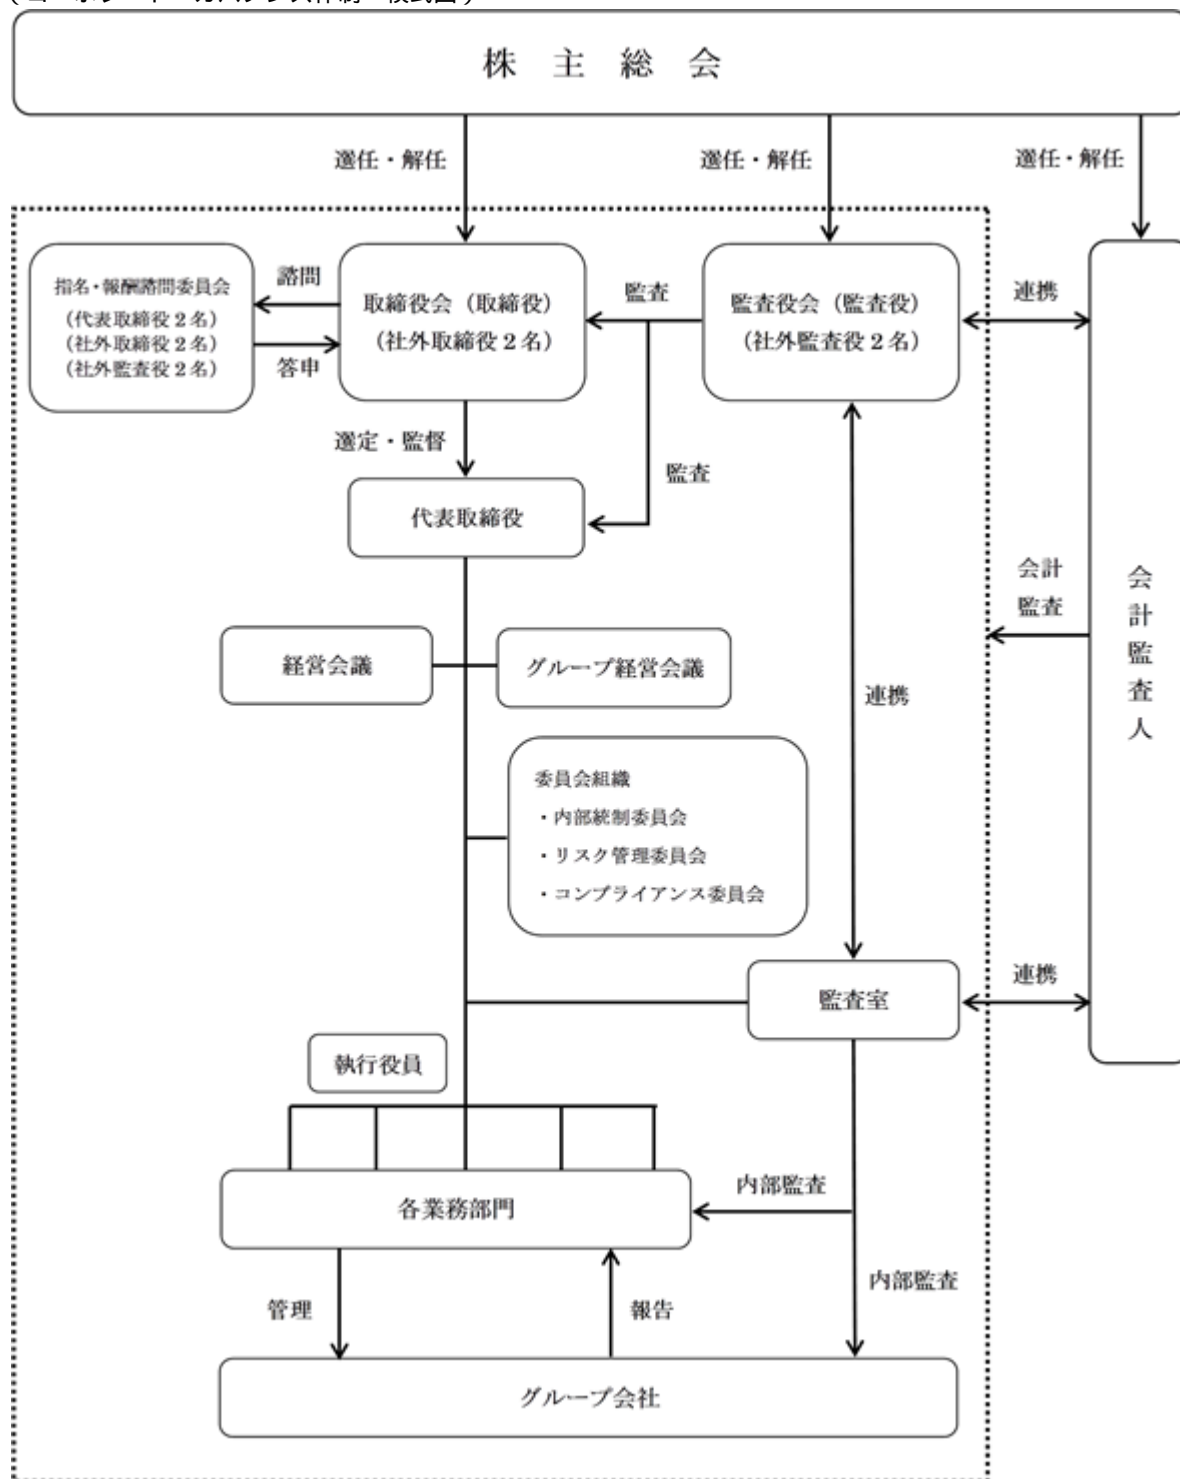 株主総会
選任・解任
選任・解任
選任・解任
指名・報酬諮問委員会
(代表取締役2名)
(社外取締役2名)
(社外監査役2名)
諮問
答申
取締役会（取締役）
(社外取締役2名)
監査
監査役会（監査役）
(社外監査役2名)
連携
選定・監督
監査
代表取締役
会計
監査
会計監査人
経営会議
グループ経営会議
連携
委員会組織
・内部統制委員会
・リスク管理委員会
・コンプライアンス委員会
監査室
連携
執行役員
内部監査
各業務部門
内部監査
管理
報告
グループ会社